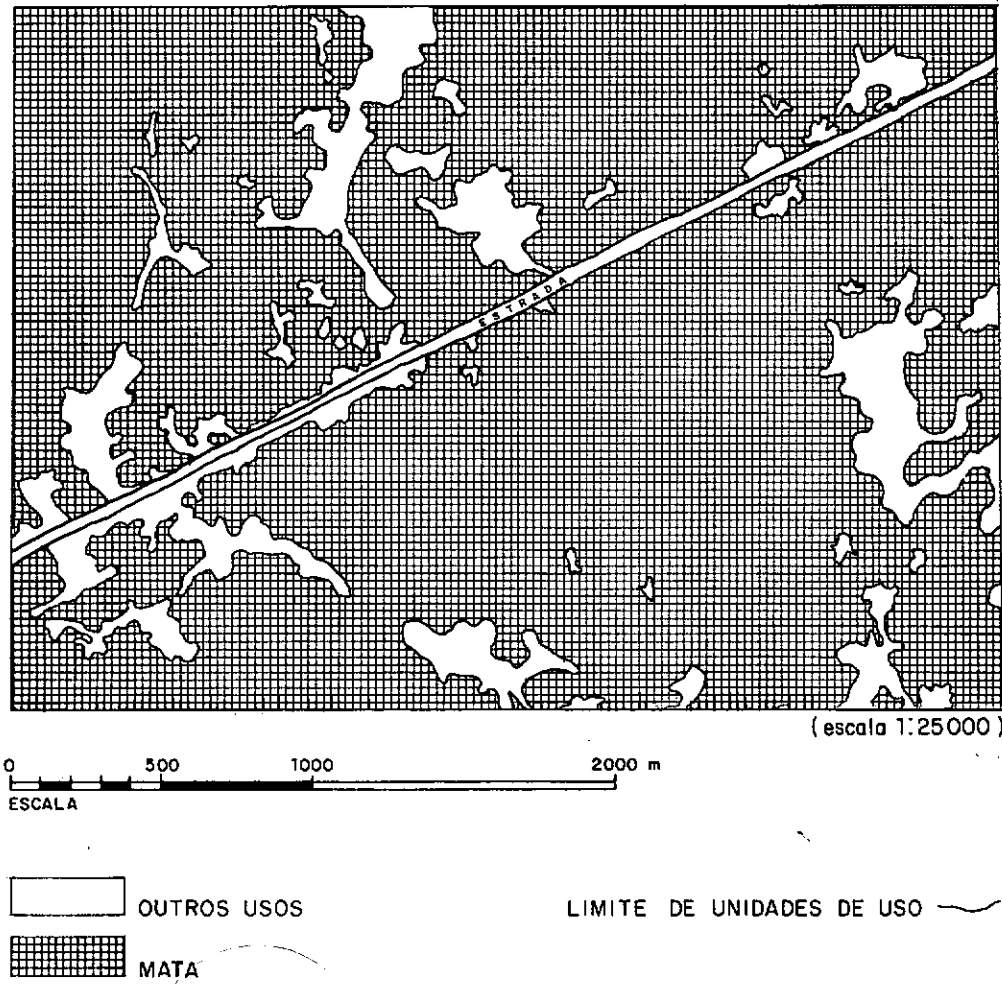 ESTRADA
(escala 1:25000)
0 500 1000 2000 m
ESCALA
OUTROS USOS
LIMITE DE UNIDADES DE USO
MATA